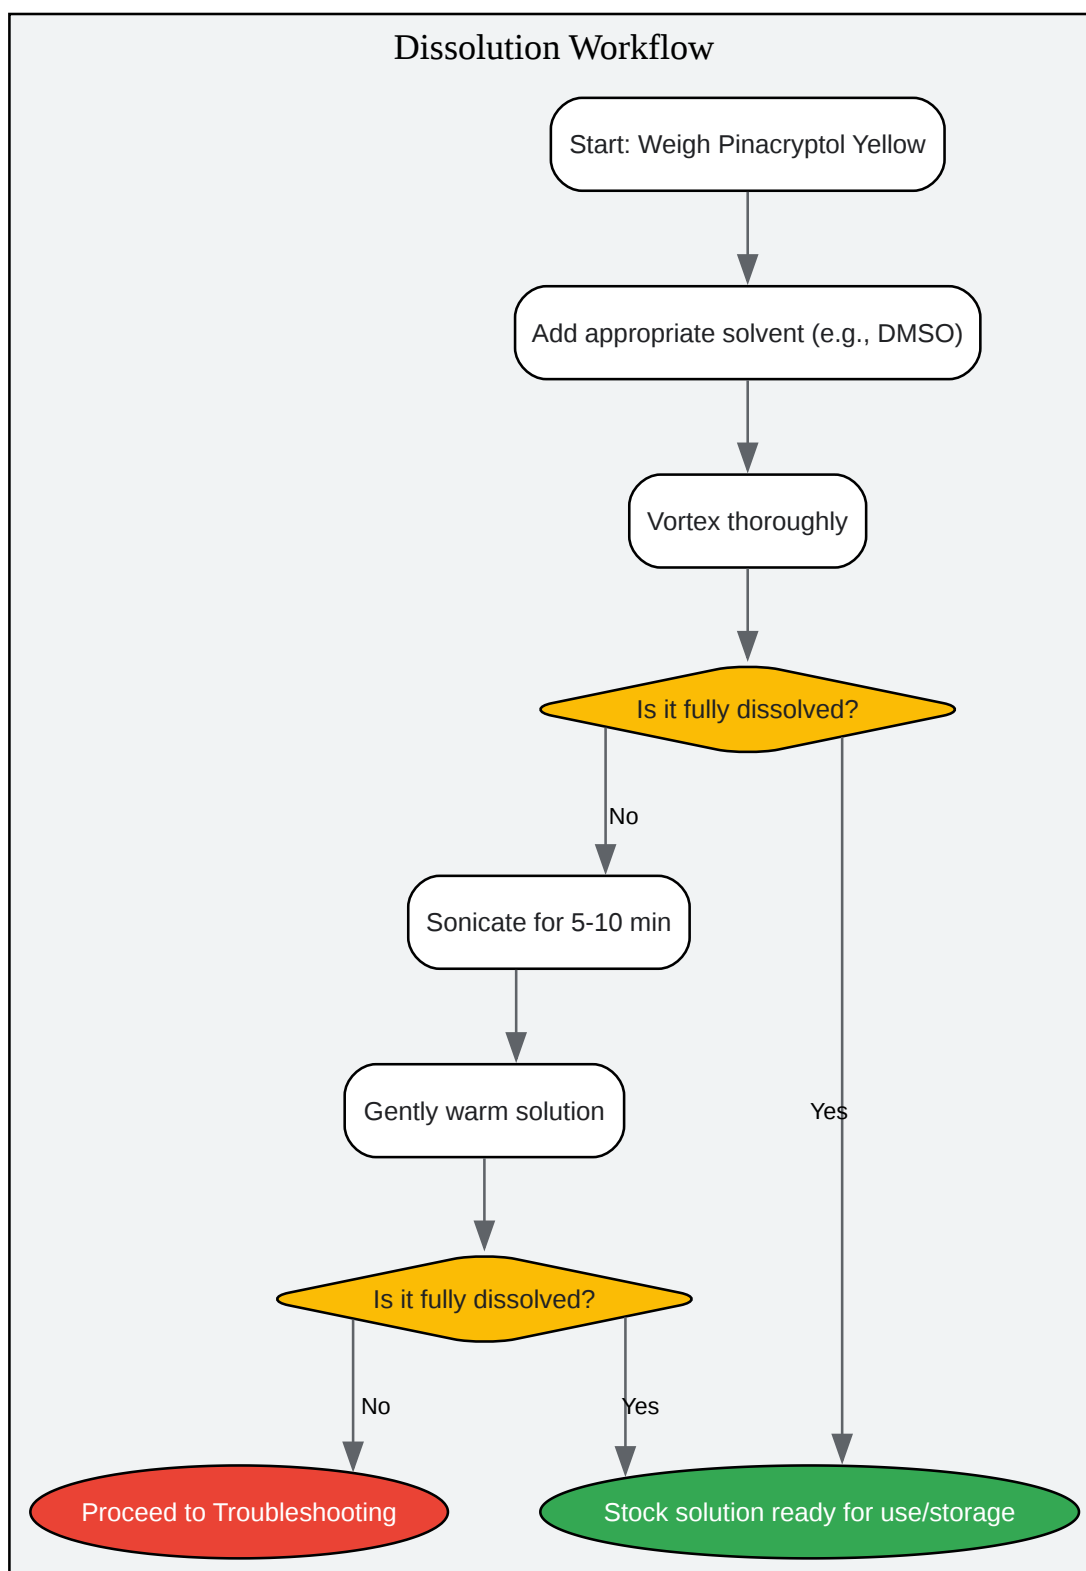 Dissolution Workflow
Start: Weigh Pinacryptol Yellow
Add appropriate solvent (e.g., DMSO)
Vortex thoroughly
Is it fully dissolved?
No
Sonicate for 5-10 min
Gently warm solution
Yes
Is it fully dissolved?
No
Yes
Proceed to Troubleshooting
Stock solution ready for use/storage